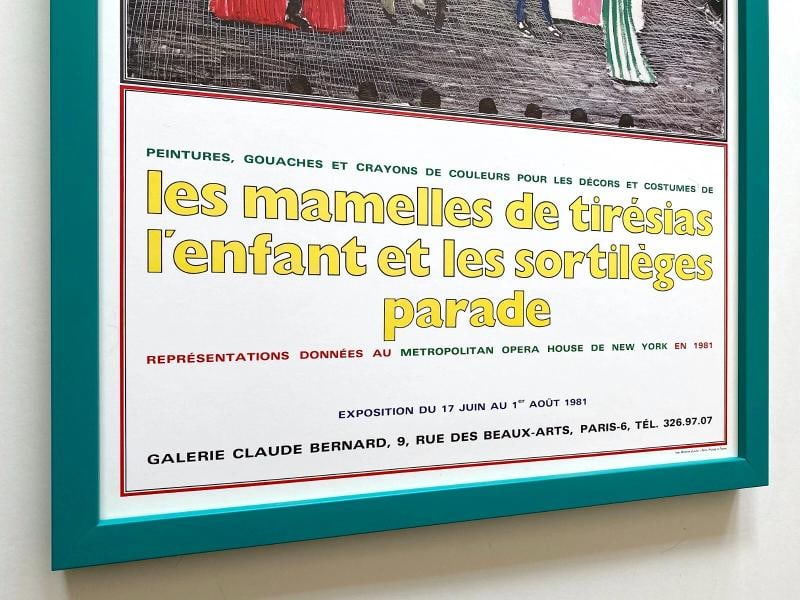 PEINTURES, GOUACHES ET CRAYONS DE COULEURS POUR LES DÉCORS ET COSTUMES DE
les mamelles de tirésias
l'enfant et les sortilèges
parade
REPRÉSENTATIONS DONNÉES AU METROPOLITAN OPERA HOUSE DE NEW YORK EN 1981
EXPOSITION DU 17 JUIN AU 1er AOÛT 1981
GALERIE CLAUDE BERNARD, 9, RUE DES BEAUX-ARTS, PARIS-6, TÉL. 326.97.07